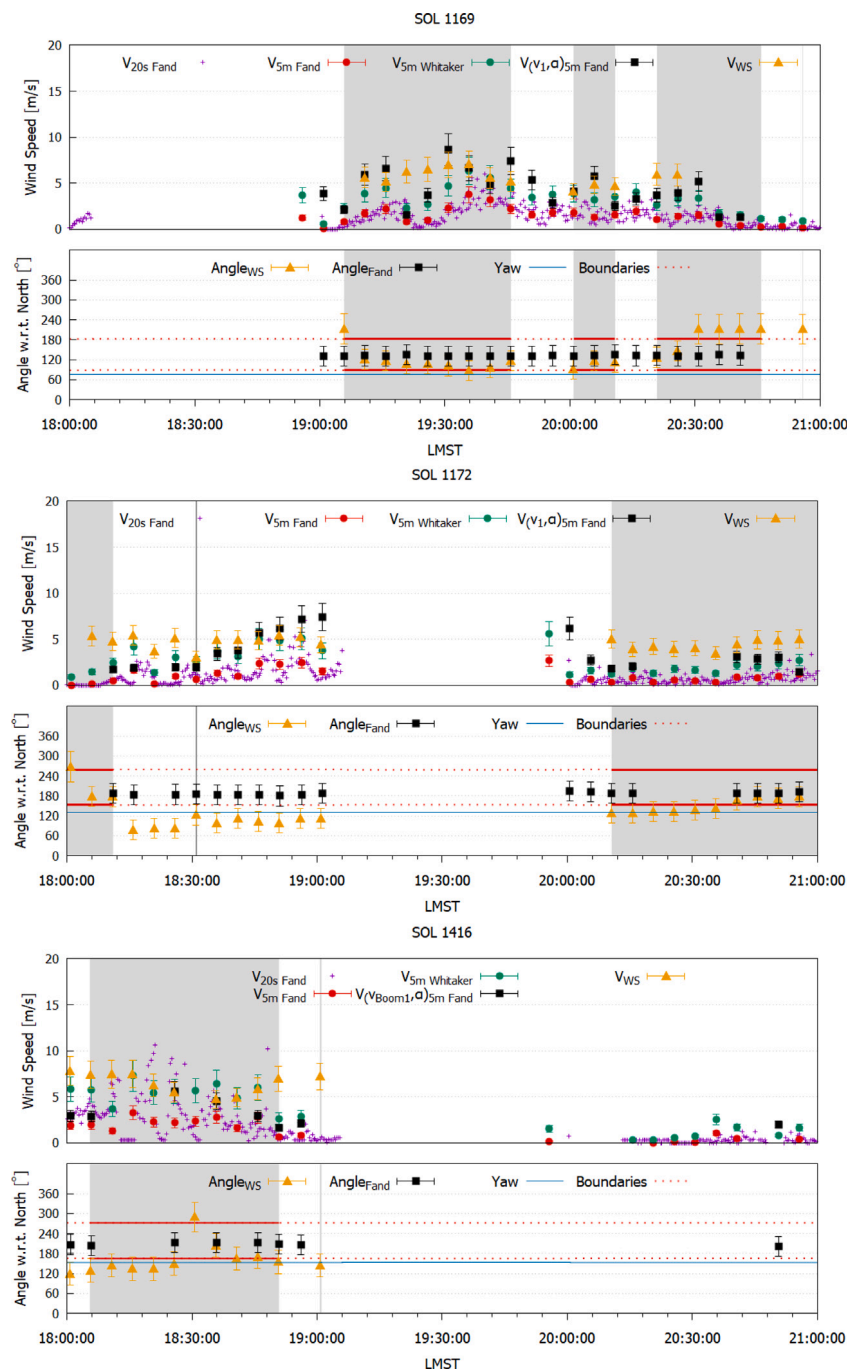 SOL 1169
20
V20s Fand V5m Fand V5m Whitaker V(v1,α)5m Fand VWS
15
10
5
0
Wind Speed [m/s]
AngleWS AngleFand Yaw Boundaries
360
300
240
180
120
60
0
Angle w.r.t. North [°]
18:00:00 18:30:00 19:00:00 19:30:00 20:00:00 20:30:00 21:00:00
LMST
SOL 1172
20
V20s Fand V5m Fand V5m Whitaker V(v1,α)5m Fand VWS
15
10
5
0
Wind Speed [m/s]
AngleWS AngleFand Yaw Boundaries
360
300
240
180
120
60
0
Angle w.r.t. North [°]
18:00:00 18:30:00 19:00:00 19:30:00 20:00:00 20:30:00 21:00:00
LMST
SOL 1416
20
V20s Fand V5m Whitaker VWS
V5m Fand V(vBoom1,α)5m Fand
15
10
5
0
Wind Speed [m/s]
AngleWS AngleFand Yaw Boundaries
360
300
240
180
120
60
0
Angle w.r.t. North [°]
18:00:00 18:30:00 19:00:00 19:30:00 20:00:00 20:30:00 21:00:00
LMST